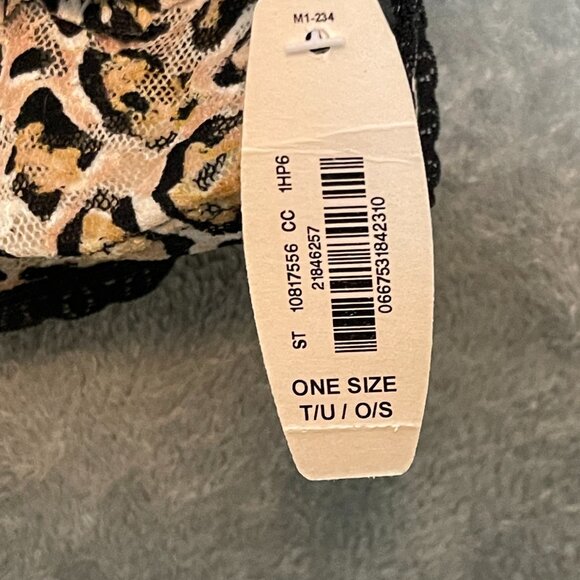 M1-234
ST 10817556 CC 1HP6
21846257
0667531842310
ONE SIZE
T/U / O/S